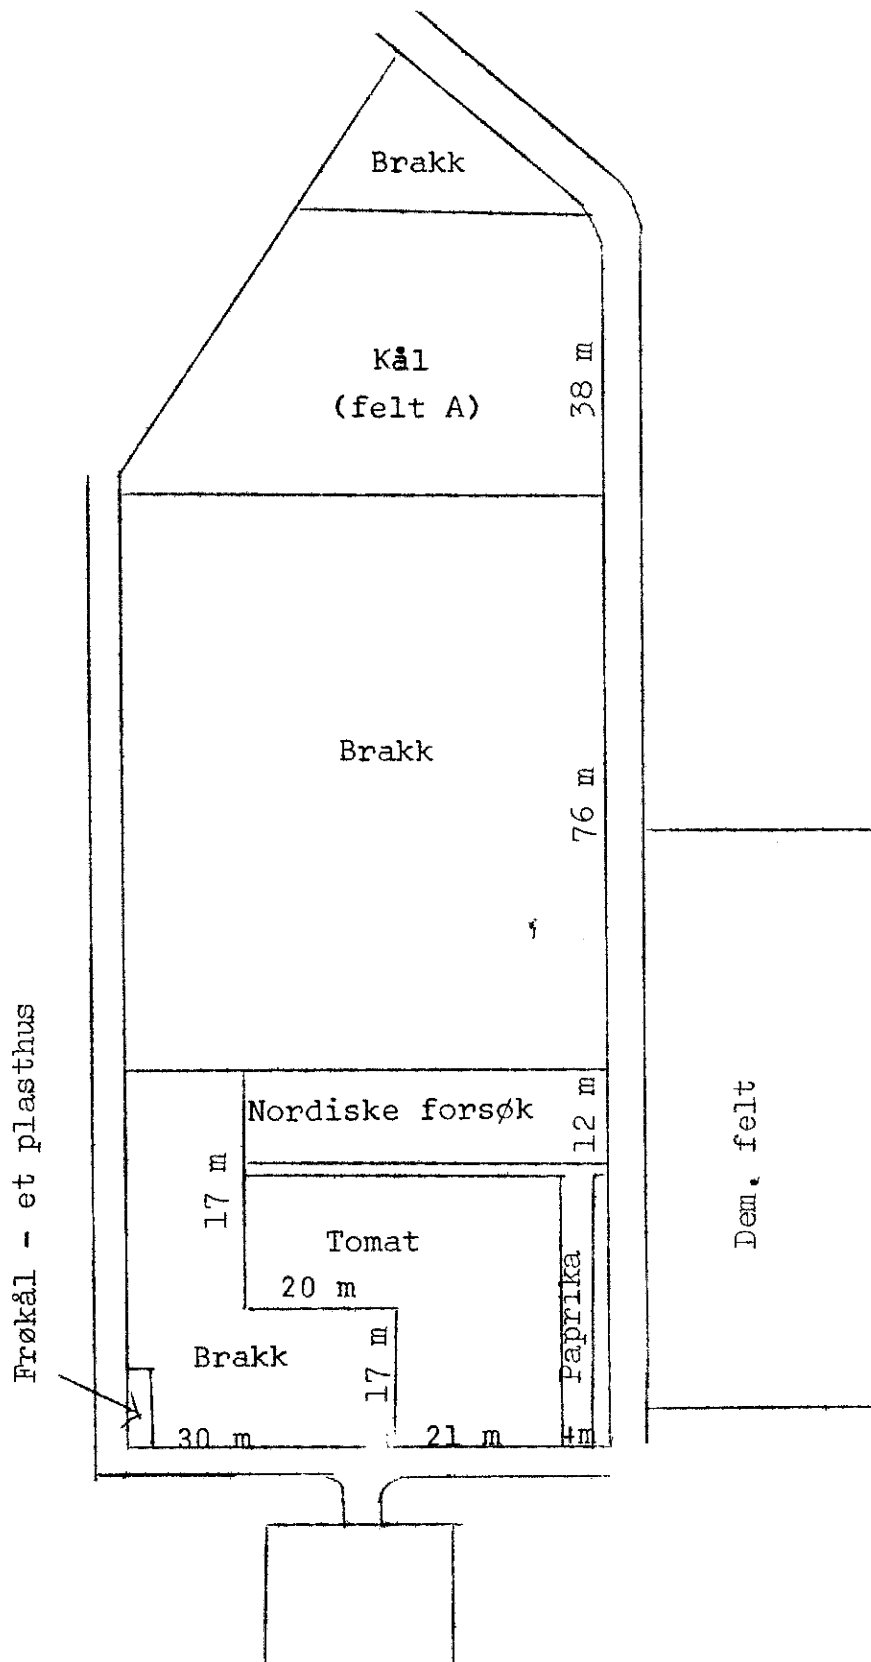 Brakk
Kål
(felt A)
38 m
Brakk
76 m
Nordiske forsøk
12 m
17 m
Tomat
20 m
Paprika
Brakk
17 m
30 m
21 m
4m
Frøkål - et plasthus
Dem. felt